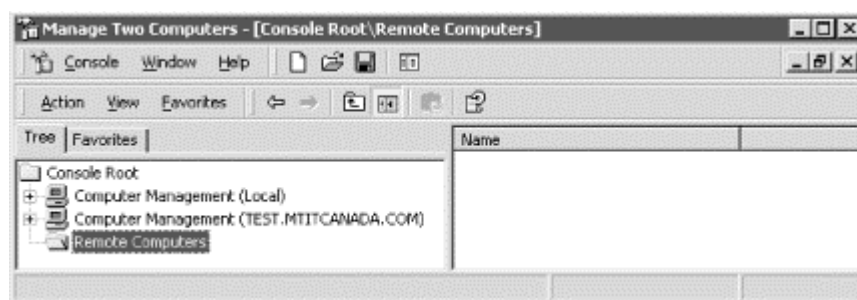 Manage Two Computers - [Console Root\Remote Computers]
Console Window Help
Action View Favorites
Tree Favorites
Name
Console Root
Computer Management (Local)
Computer Management (TEST.MTITCANADA.COM)
Remote Computers